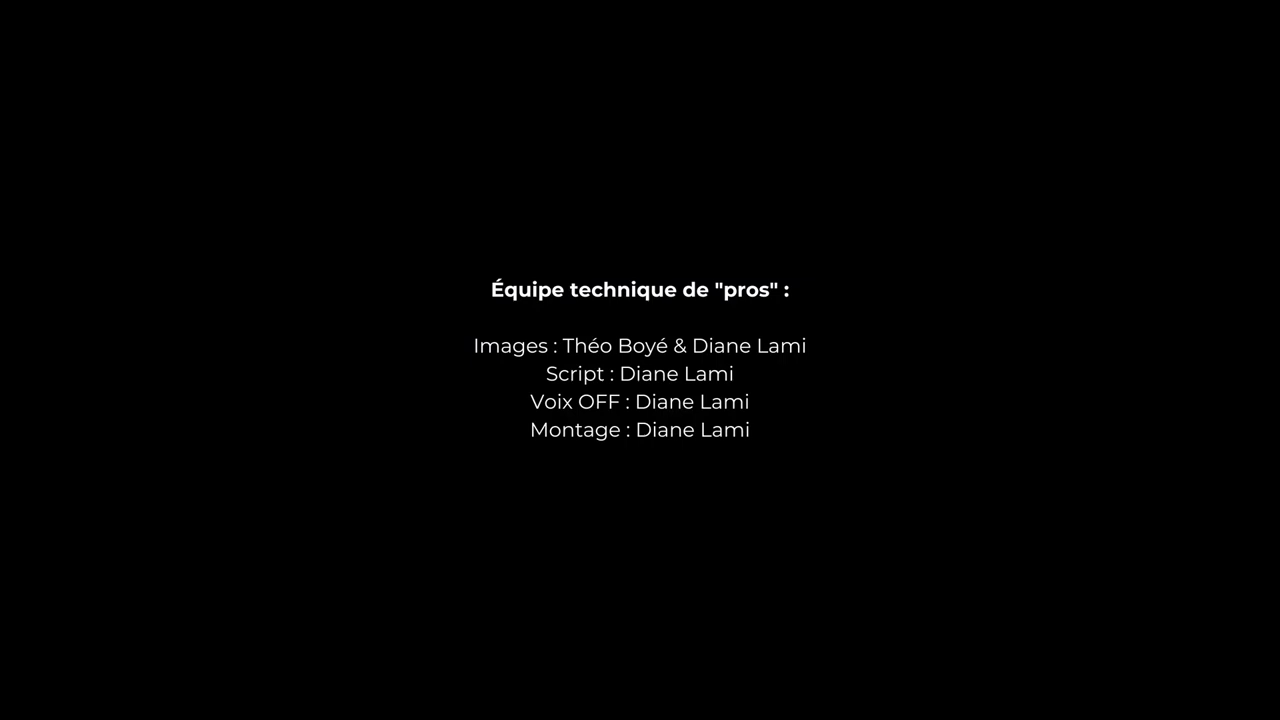 Équipe technique de "pros" :
Images : Théo Boyé & Diane Lami
Script : Diane Lami
Voix OFF : Diane Lami
Montage : Diane Lami